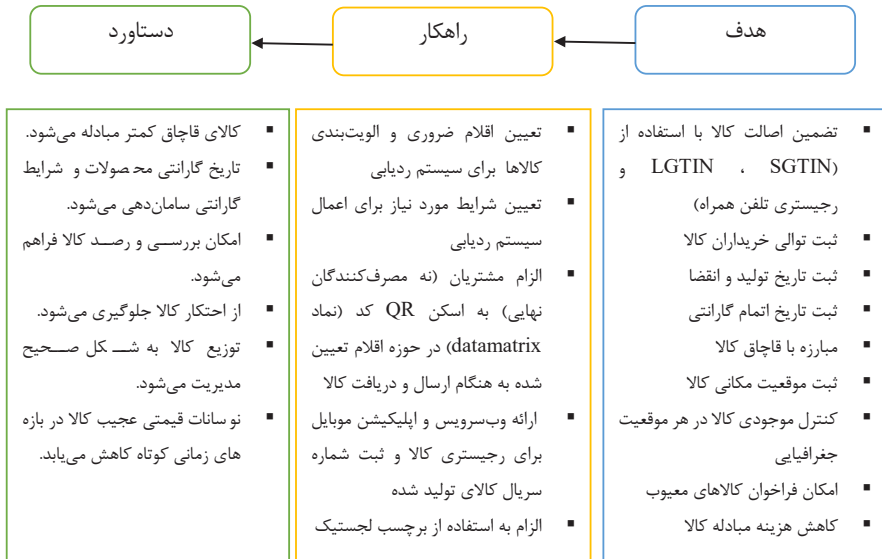 هدف
راهکار
دستاورد
تضمین اصالت کالا با استفاده از
(SGTIN ، LGTIN و
رجیستری تلفن همراه)
ثبت توالی خریداران کالا
ثبت تاریخ تولید و انقضا
ثبت تاریخ اتمام گارانتی
مبارزه با قاچاق کالا
ثبت موقعیت مکانی کالا
کنترل موجودی کالا در هر موقعیت
جغرافیایی
امکان فراخوان کالاهای معیوب
کاهش هزینه مبادله کالا
تعیین اقلام ضروری و الویت‌بندی
کالاها برای سیستم ردیابی
تعیین شرایط مورد نیاز برای اعمال
سیستم ردیابی
الزام مشتریان (نه مصرف‌کنندگان
نهایی) به اسکن QR کد (نماد
datamatrix) در حوزه اقلام تعیین
شده به هنگام ارسال و دریافت کالا
ارائه وب‌سرویس و اپلیکیشن موبایل
برای رجیستری کالا و ثبت شماره
سریال کالای تولید شده
الزام به استفاده از برچسب لجستیک
کالای قاچاق کمتر مبادله می‌شود.
تاریخ گارانتی محصولات و شرایط
گارانتی سامان‌دهی می‌شود.
امکان بررسی و رصد کالا فراهم
می‌شود.
از احتکار کالا جلوگیری می‌شود.
توزیع کالا به شکل صحیح
مدیریت می‌شود.
نوسانات قیمتی عجیب کالا در بازه
های زمانی کوتاه کاهش می‌یابد.